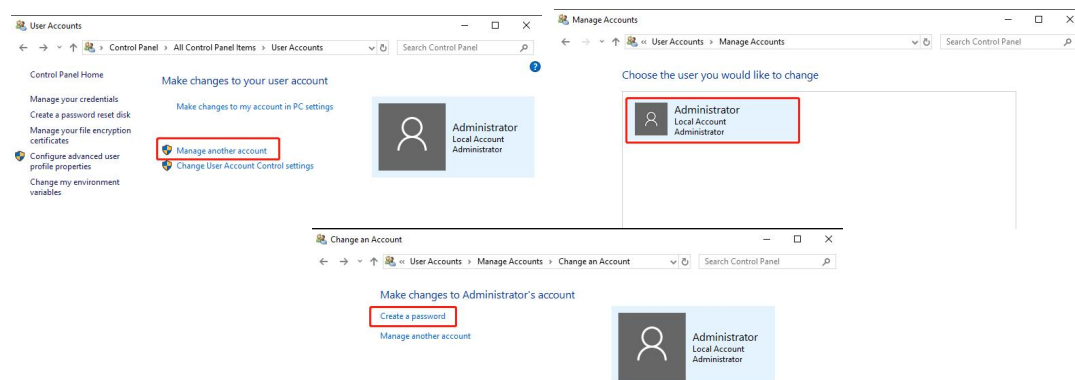 User Accounts
Control Panel > All Control Panel Items > User Accounts
Search Control Panel
Control Panel Home
Manage your credentials
Create a password reset disk
Manage your file encryption
certificates
Configure advanced user
profile properties
Change my environment
variables
Make changes to your user account
Make changes to my account in PC settings
Manage another account
Change User Account Control settings
Administrator
Local Account
Administrator
Manage Accounts
« User Accounts > Manage Accounts
Search Control Panel
Choose the user you would like to change
Administrator
Local Account
Administrator
Change an Account
« User Accounts > Manage Accounts > Change an Account
Search Control Panel
Make changes to Administrator's account
Create a password
Manage another account
Administrator
Local Account
Administrator